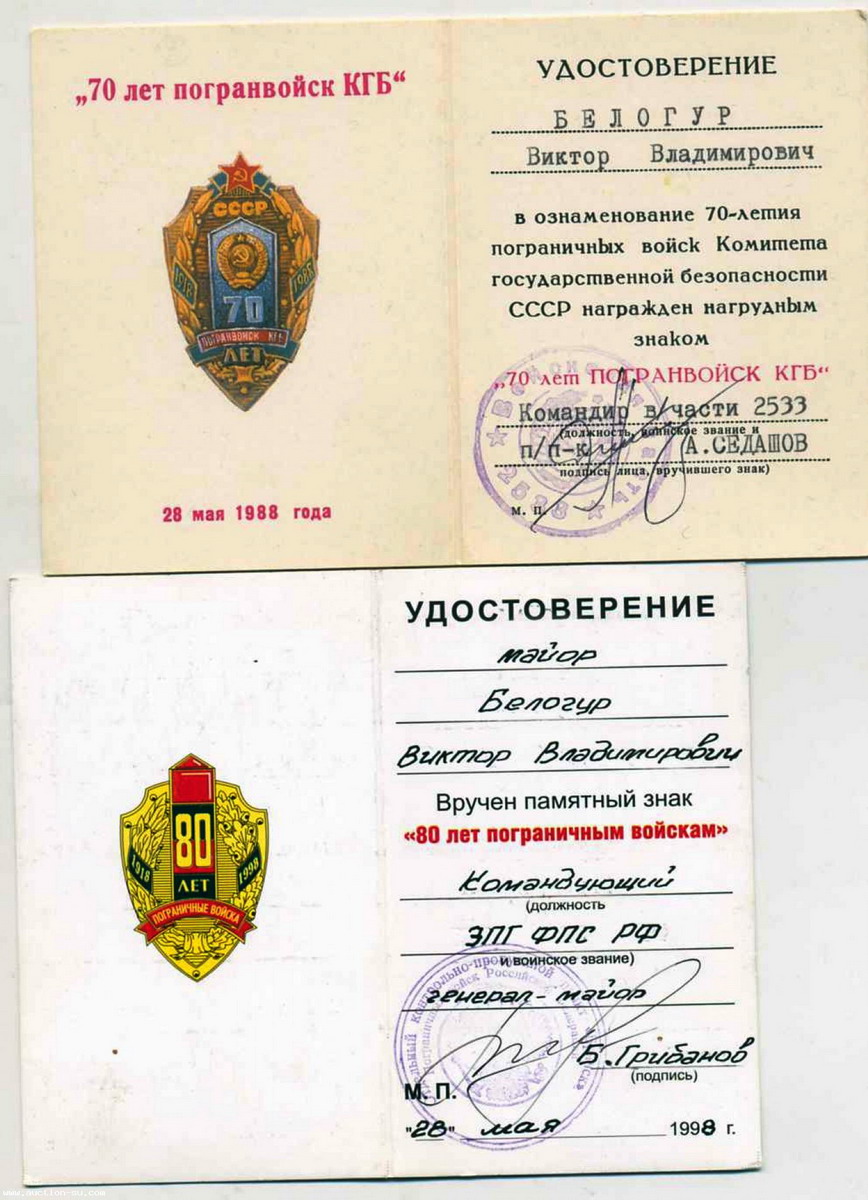 „70 лет погранвойск КГБ“
СССР
1918
1988
70
ПОГРАНВОЙСК КГБ
ЛЕТ
28 мая 1988 года
УДОСТОВЕРЕНИЕ
БЕЛОГУР
Виктор Владимирович
в ознаменование 70-летия
пограничных войск Комитета
государственной безопасности
СССР награжден нагрудным
знаком
„70 лет ПОГРАНВОЙСК КГБ“
Командир в/части 2533
(должность, воинское звание и
п/п-к А.СЕДАШОВ
подпись лица, вручившего знак)
м. п.
80
1918
1998
ЛЕТ
ПОГРАНИЧНЫЕ ВОЙСКА
УДОСТОВЕРЕНИЕ
майор
Белогур
Виктор Владимирович
Вручен памятный знак
«80 лет пограничным войскам»
Командующий
(должность
ЗПГ ФПС РФ
и воинское звание)
генерал-майор
Б.Грибанов
(подпись)
М. П.
"28" мая 1998 г.
www.auction-su.com